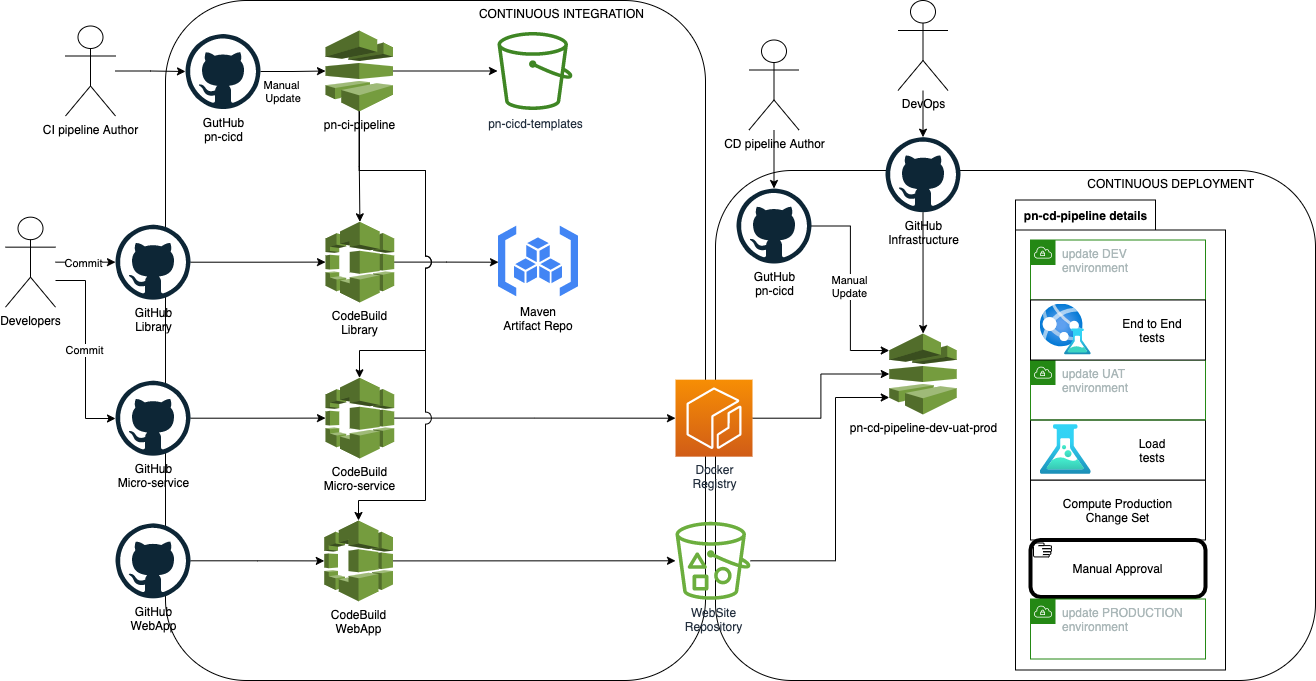 CONTINUOUS INTEGRATION
CI pipeline Author
GutHub
pn-cicd
Manual
Update
pn-ci-pipeline
pn-cicd-templates
Developers
Commit
Commit
GitHub
Library
CodeBuild
Library
Maven
Artifact Repo
GitHub
Micro-service
CodeBuild
Micro-service
Docker
Registry
GitHub
WebApp
CodeBuild
WebApp
WebSite
Repository
CD pipeline Author
DevOps
CONTINUOUS DEPLOYMENT
GutHub
pn-cicd
GitHub
Infrastructure
Manual
Update
pn-cd-pipeline-dev-uat-prod
pn-cd-pipeline details
update DEV
environment
End to End
tests
update UAT
environment
Load
tests
Compute Production
Change Set
Manual Approval
update PRODUCTION
environment